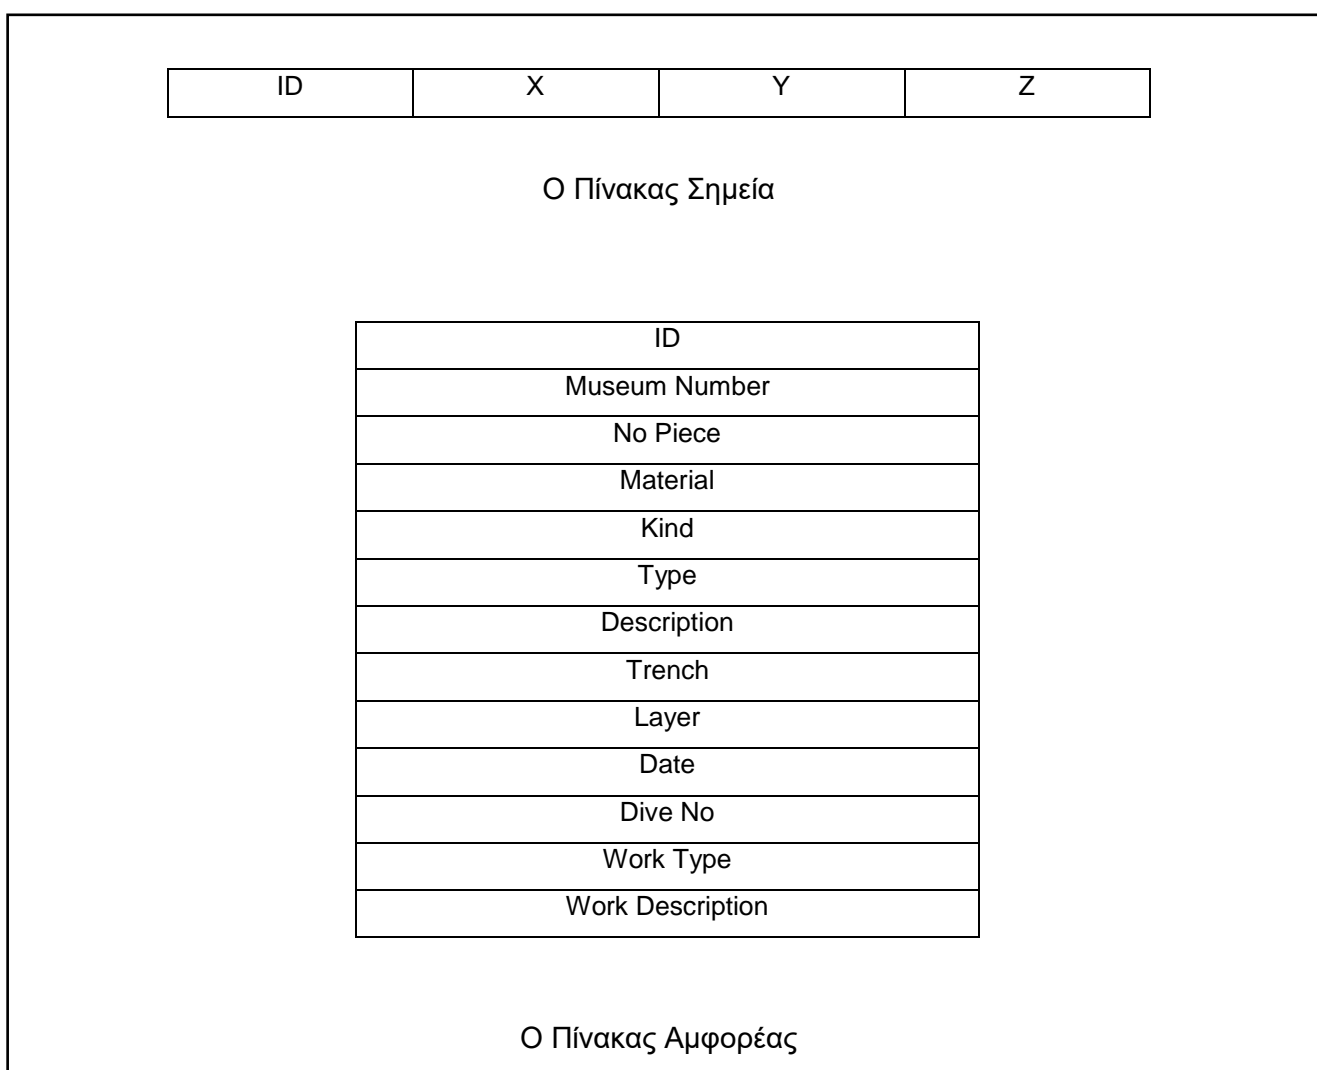 ID X Y Z
Ο Πίνακας Σημεία
ID
Museum Number
No Piece
Material
Kind
Type
Description
Trench
Layer
Date
Dive No
Work Type
Work Description
Ο Πίνακας Αμφορέας